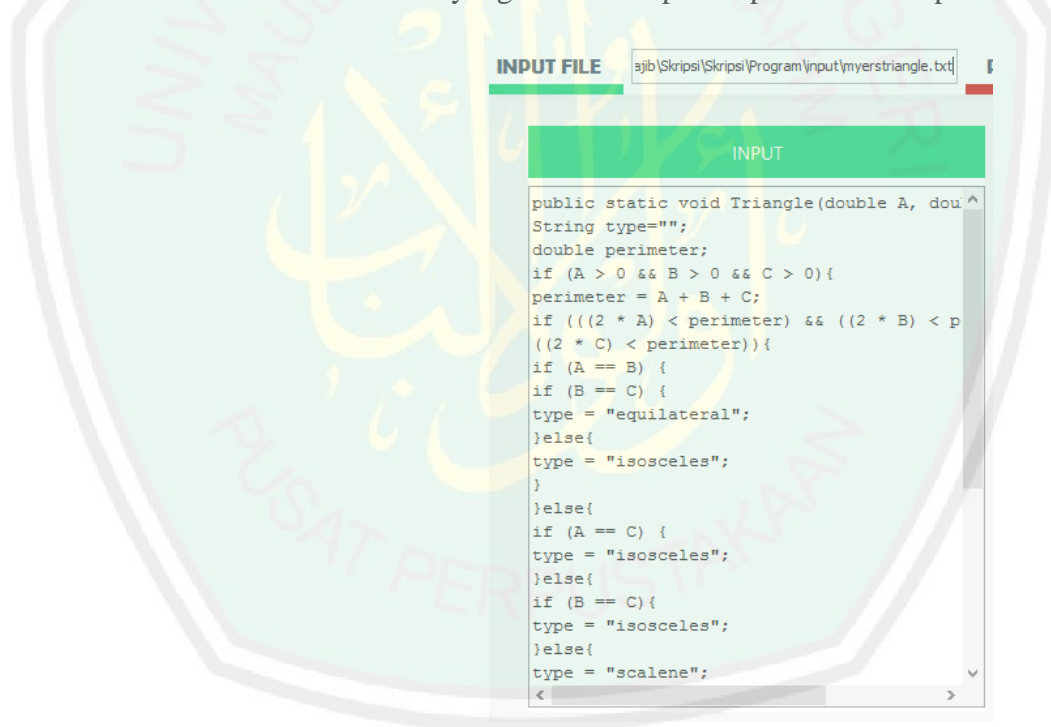 INPUT FILE ajib\Skripsi\Skripsi\Program\input\myerstriangle.txt
INPUT
public static void Triangle(double A, dou
String type="";
double perimeter;
if (A > 0 && B > 0 && C > 0){
perimeter = A + B + C;
if (((2 * A) < perimeter) && ((2 * B) < p
((2 * C) < perimeter)){
if (A == B) {
if (B == C) {
type = "equilateral";
}else{
type = "isosceles";
}
}else{
if (A == C) {
type = "isosceles";
}else{
if (B == C){
type = "isosceles";
}else{
type = "scalene";
PUSAT PERPUSTAKAAN